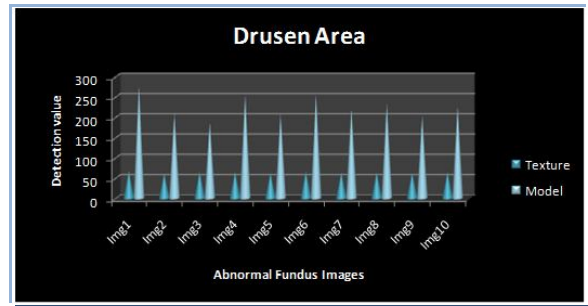 Drusen Area
Detection value
300
250
200
150
100
50
0
Img1
Img2
Img3
Img4
Img5
Img6
Img7
Img8
Img9
Img10
Texture
Model
Abnormal Fundus Images